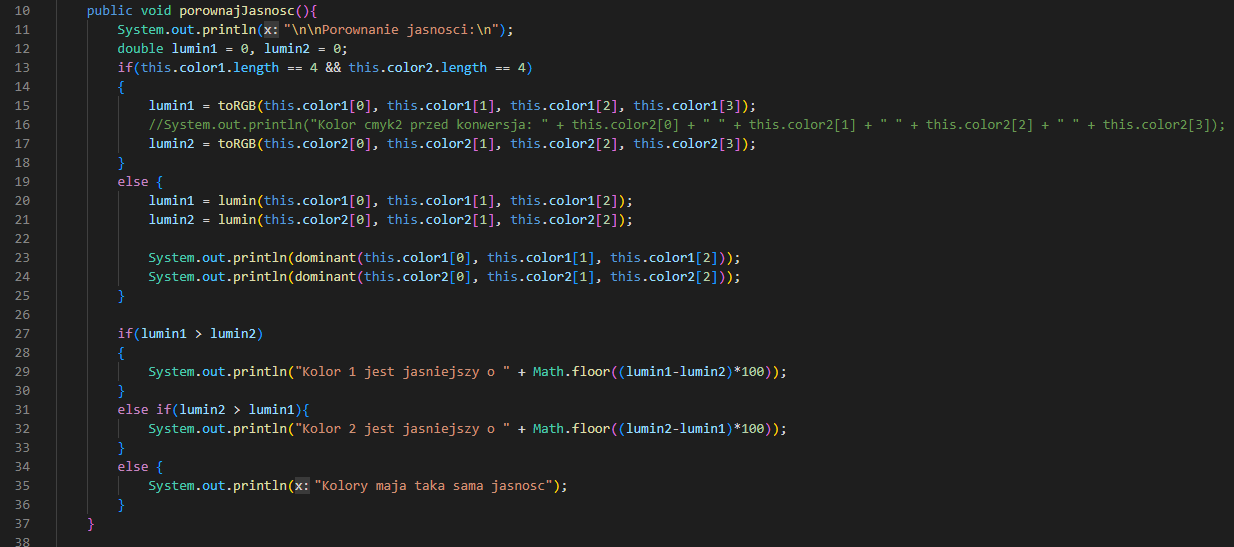 10 public void porownajJasnosc(){
11 System.out.println(x: "\n\nPorownanie jasnosci:\n");
12 double lumin1 = 0, lumin2 = 0;
13 if(this.color1.length == 4 && this.color2.length == 4)
14 {
15 lumin1 = toRGB(this.color1[0], this.color1[1], this.color1[2], this.color1[3]);
16 //System.out.println("Kolor cmyk2 przed konwersja: " + this.color2[0] + " " + this.color2[1] + " " + this.color2[2] + " " + this.color2[3]);
17 lumin2 = toRGB(this.color2[0], this.color2[1], this.color2[2], this.color2[3]);
18 }
19 else {
20 lumin1 = lumin(this.color1[0], this.color1[1], this.color1[2]);
21 lumin2 = lumin(this.color2[0], this.color2[1], this.color2[2]);
22
23 System.out.println(dominant(this.color1[0], this.color1[1], this.color1[2]));
24 System.out.println(dominant(this.color2[0], this.color2[1], this.color2[2]));
25 }
26
27 if(lumin1 > lumin2)
28 {
29 System.out.println("Kolor 1 jest jasniejszy o " + Math.floor((lumin1-lumin2)*100));
30 }
31 else if(lumin2 > lumin1){
32 System.out.println("Kolor 2 jest jasniejszy o " + Math.floor((lumin2-lumin1)*100));
33 }
34 else {
35 System.out.println(x: "Kolory maja taka sama jasnosc");
36 }
37 }
38